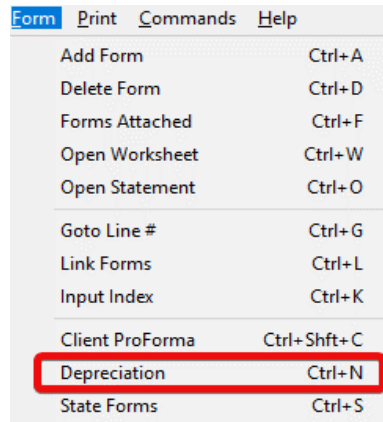 Form Print Commands Help
Add Form Ctrl+A
Delete Form Ctrl+D
Forms Attached Ctrl+F
Open Worksheet Ctrl+W
Open Statement Ctrl+O
Goto Line # Ctrl+G
Link Forms Ctrl+L
Input Index Ctrl+K
Client ProForma Ctrl+Shft+C
Depreciation Ctrl+N
State Forms Ctrl+S